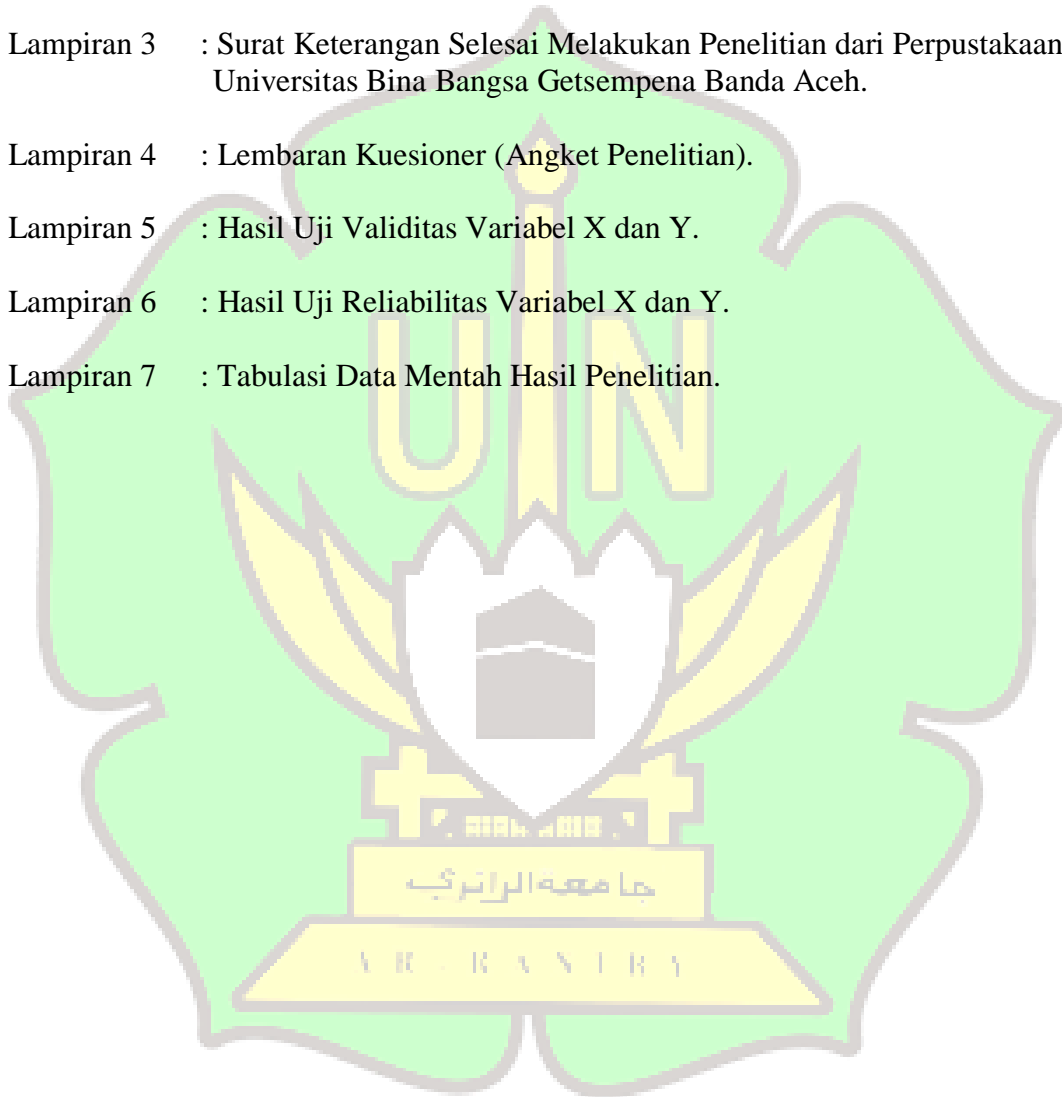 Lampiran 3 : Surat Keterangan Selesai Melakukan Penelitian dari Perpustakaan
Universitas Bina Bangsa Getsempena Banda Aceh.
Lampiran 4 : Lembaran Kuesioner (Angket Penelitian).
Lampiran 5 : Hasil Uji Validitas Variabel X dan Y.
Lampiran 6 : Hasil Uji Reliabilitas Variabel X dan Y.
Lampiran 7 : Tabulasi Data Mentah Hasil Penelitian.
UIN
جامعة الرانري
AR-RANIRY